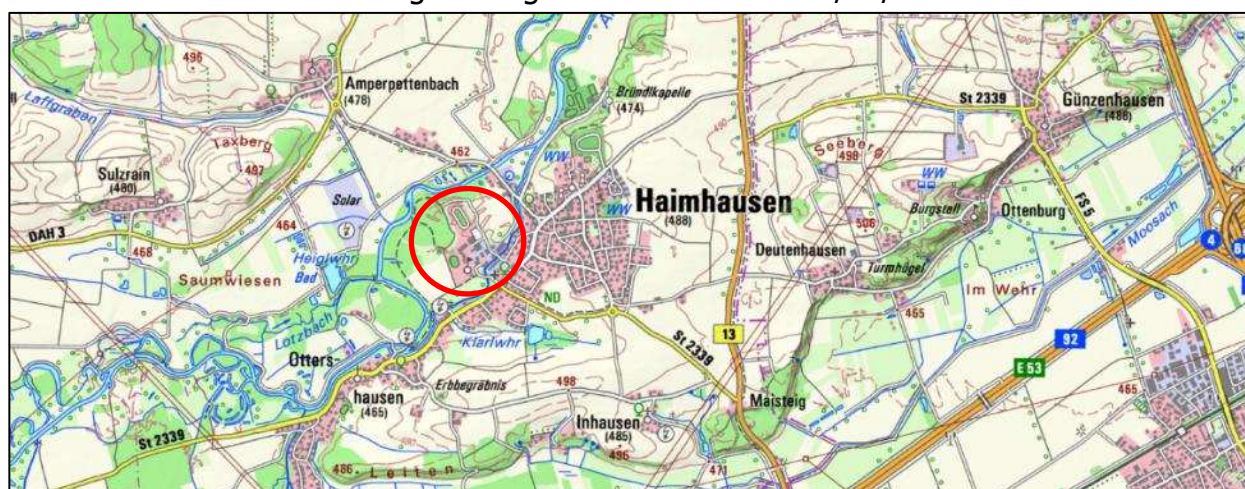 496
Amperpettenbach
(478)
Laffgraben
Taxberg
497
Sulzrain
(480)
DAH 3
468
464
Solar
Saumwiesen
Heiglwhr
Bad
Lotzbach
Otters-
hausen
(465)
St 2339
486
Leiten
Erbbegräbnis
498
Inhausen
(485)
496
471
462
WW
Bründlkapelle
(474)
Haimhausen
(488)
WW
ND
St 2339
13
Maisteig
St 2339
Seeberg
498
506
Deutenhausen
Turmhügel
Burgstall
WW
Ottenburg
Günzenhausen
(488)
FS 5
Moosach
Im Wehr
465
92
E 53
4
465